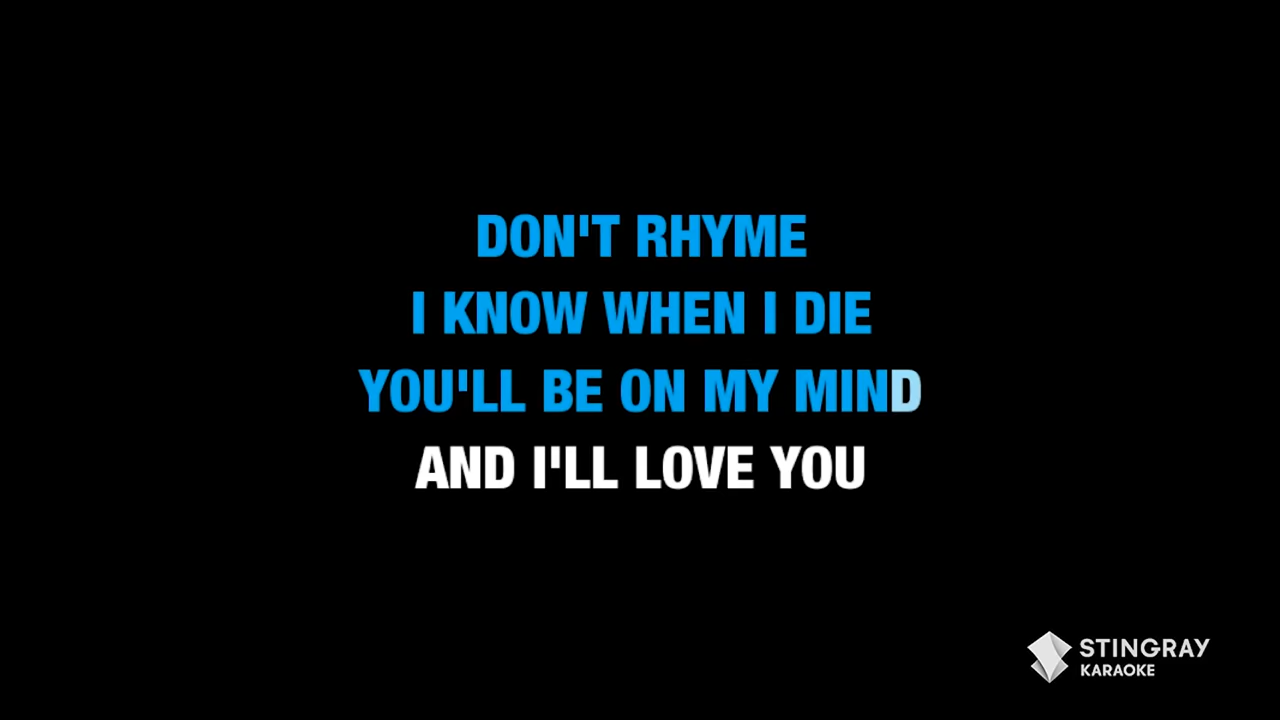 DON'T RHYME
I KNOW WHEN I DIE
YOU'LL BE ON MY MIND
AND I'LL LOVE YOU
STINGRAY
KARAOKE